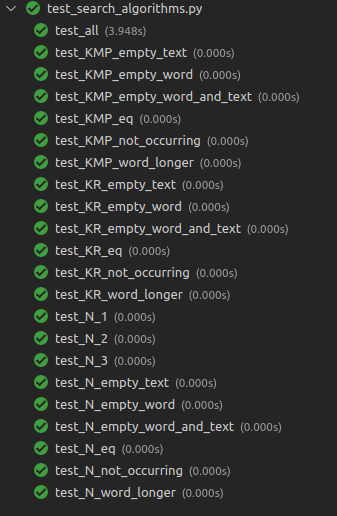 test_search_algorithms.py
test_all (3.948s)
test_KMP_empty_text (0.000s)
test_KMP_empty_word (0.000s)
test_KMP_empty_word_and_text (0.000s)
test_KMP_eq (0.000s)
test_KMP_not_occurring (0.000s)
test_KMP_word_longer (0.000s)
test_KR_empty_text (0.000s)
test_KR_empty_word (0.000s)
test_KR_empty_word_and_text (0.000s)
test_KR_eq (0.000s)
test_KR_not_occurring (0.000s)
test_KR_word_longer (0.000s)
test_N_1 (0.000s)
test_N_2 (0.000s)
test_N_3 (0.000s)
test_N_empty_text (0.000s)
test_N_empty_word (0.000s)
test_N_empty_word_and_text (0.000s)
test_N_eq (0.000s)
test_N_not_occurring (0.000s)
test_N_word_longer (0.000s)